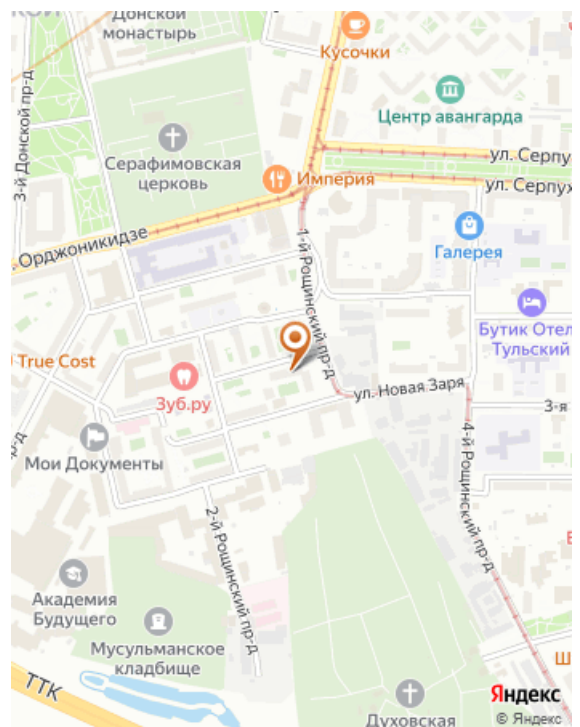 КОЙ
Донской
монастырь
Кусочки
3-й Донской пр-д
Центр авангарда
Серафимовская
церковь
ул. Серпу
Империя
ул. Серпух
Орджоникидзе
1-й Рощинский пр-д
Галерея
Бутик Отел
Тульский
True Cost
Зуб.ру
ул. Новая Заря
3-я
Мои Документы
4-й Рощинский пр-д
2-й Рощинский пр-д
Академия
Будущего
Мусульманское
кладбище
ТТК
Духовская
Ш
Яндекс
© Яндекс